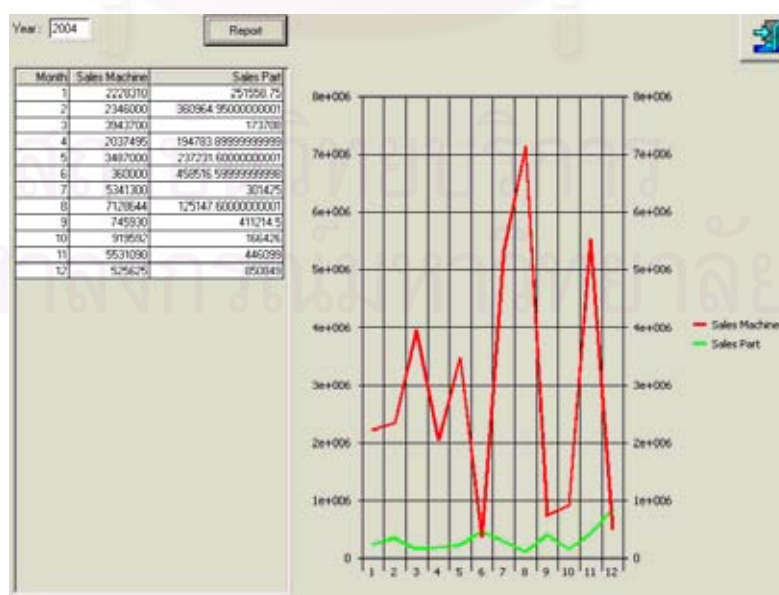 Year: 2004 Report
Month Sales Machine Sales Part
1 2228310 251558.75
2 2346000 360964.95000000001
3 3943700 173708
4 2037495 194783.89999999999
5 3487000 237231.60000000001
6 360000 458516.59999999998
7 5341300 301425
8 7128644 125147.60000000001
9 745930 411214.5
10 919592 166426
11 5531090 446099
12 525625 850849
8e+006 8e+006
7e+006 7e+006
6e+006 6e+006
5e+006 5e+006
4e+006 4e+006
3e+006 3e+006
2e+006 2e+006
1e+006 1e+006
0 0
1 2 3 4 5 6 7 8 9 10 11 12
Sales Machine
Sales Part